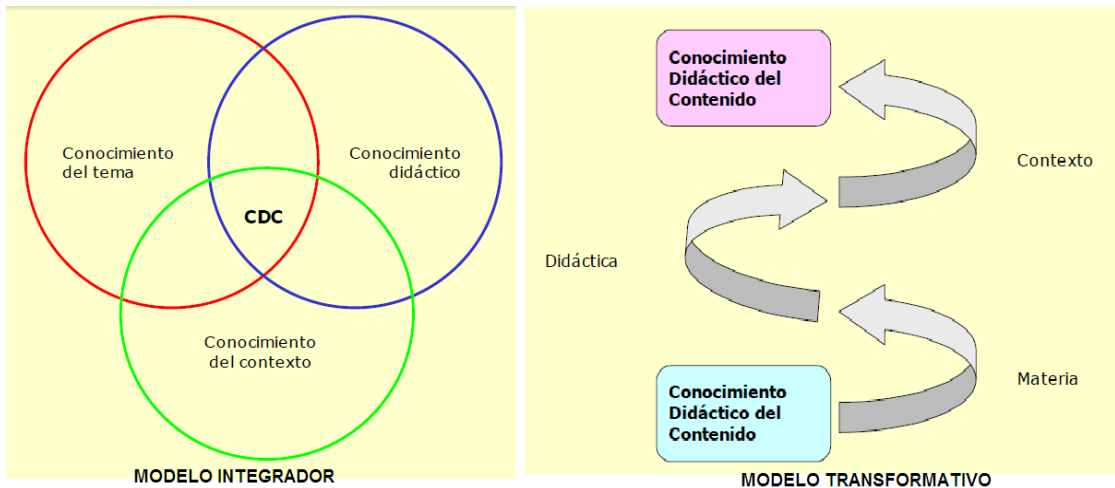 Conocimiento
del tema
Conocimiento
didáctico
CDC
Conocimiento
del contexto
MODELO INTEGRADOR
Conocimiento
Didáctico del
Contenido
Contexto
Didáctica
Materia
Conocimiento
Didáctico del
Contenido
MODELO TRANSFORMATIVO